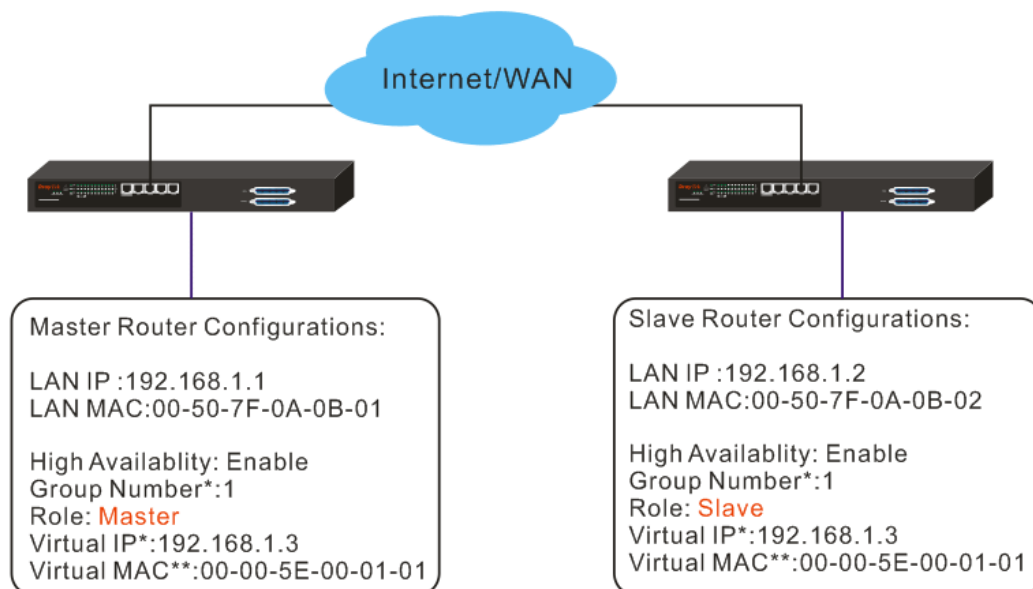 Internet/WAN
Master Router Configurations:
LAN IP :192.168.1.1
LAN MAC:00-50-7F-0A-0B-01
High Availablity: Enable
Group Number*:1
Role: Master
Virtual IP*:192.168.1.3
Virtual MAC**:00-00-5E-00-01-01
Slave Router Configurations:
LAN IP :192.168.1.2
LAN MAC:00-50-7F-0A-0B-02
High Availablity: Enable
Group Number*:1
Role: Slave
Virtual IP*:192.168.1.3
Virtual MAC**:00-00-5E-00-01-01